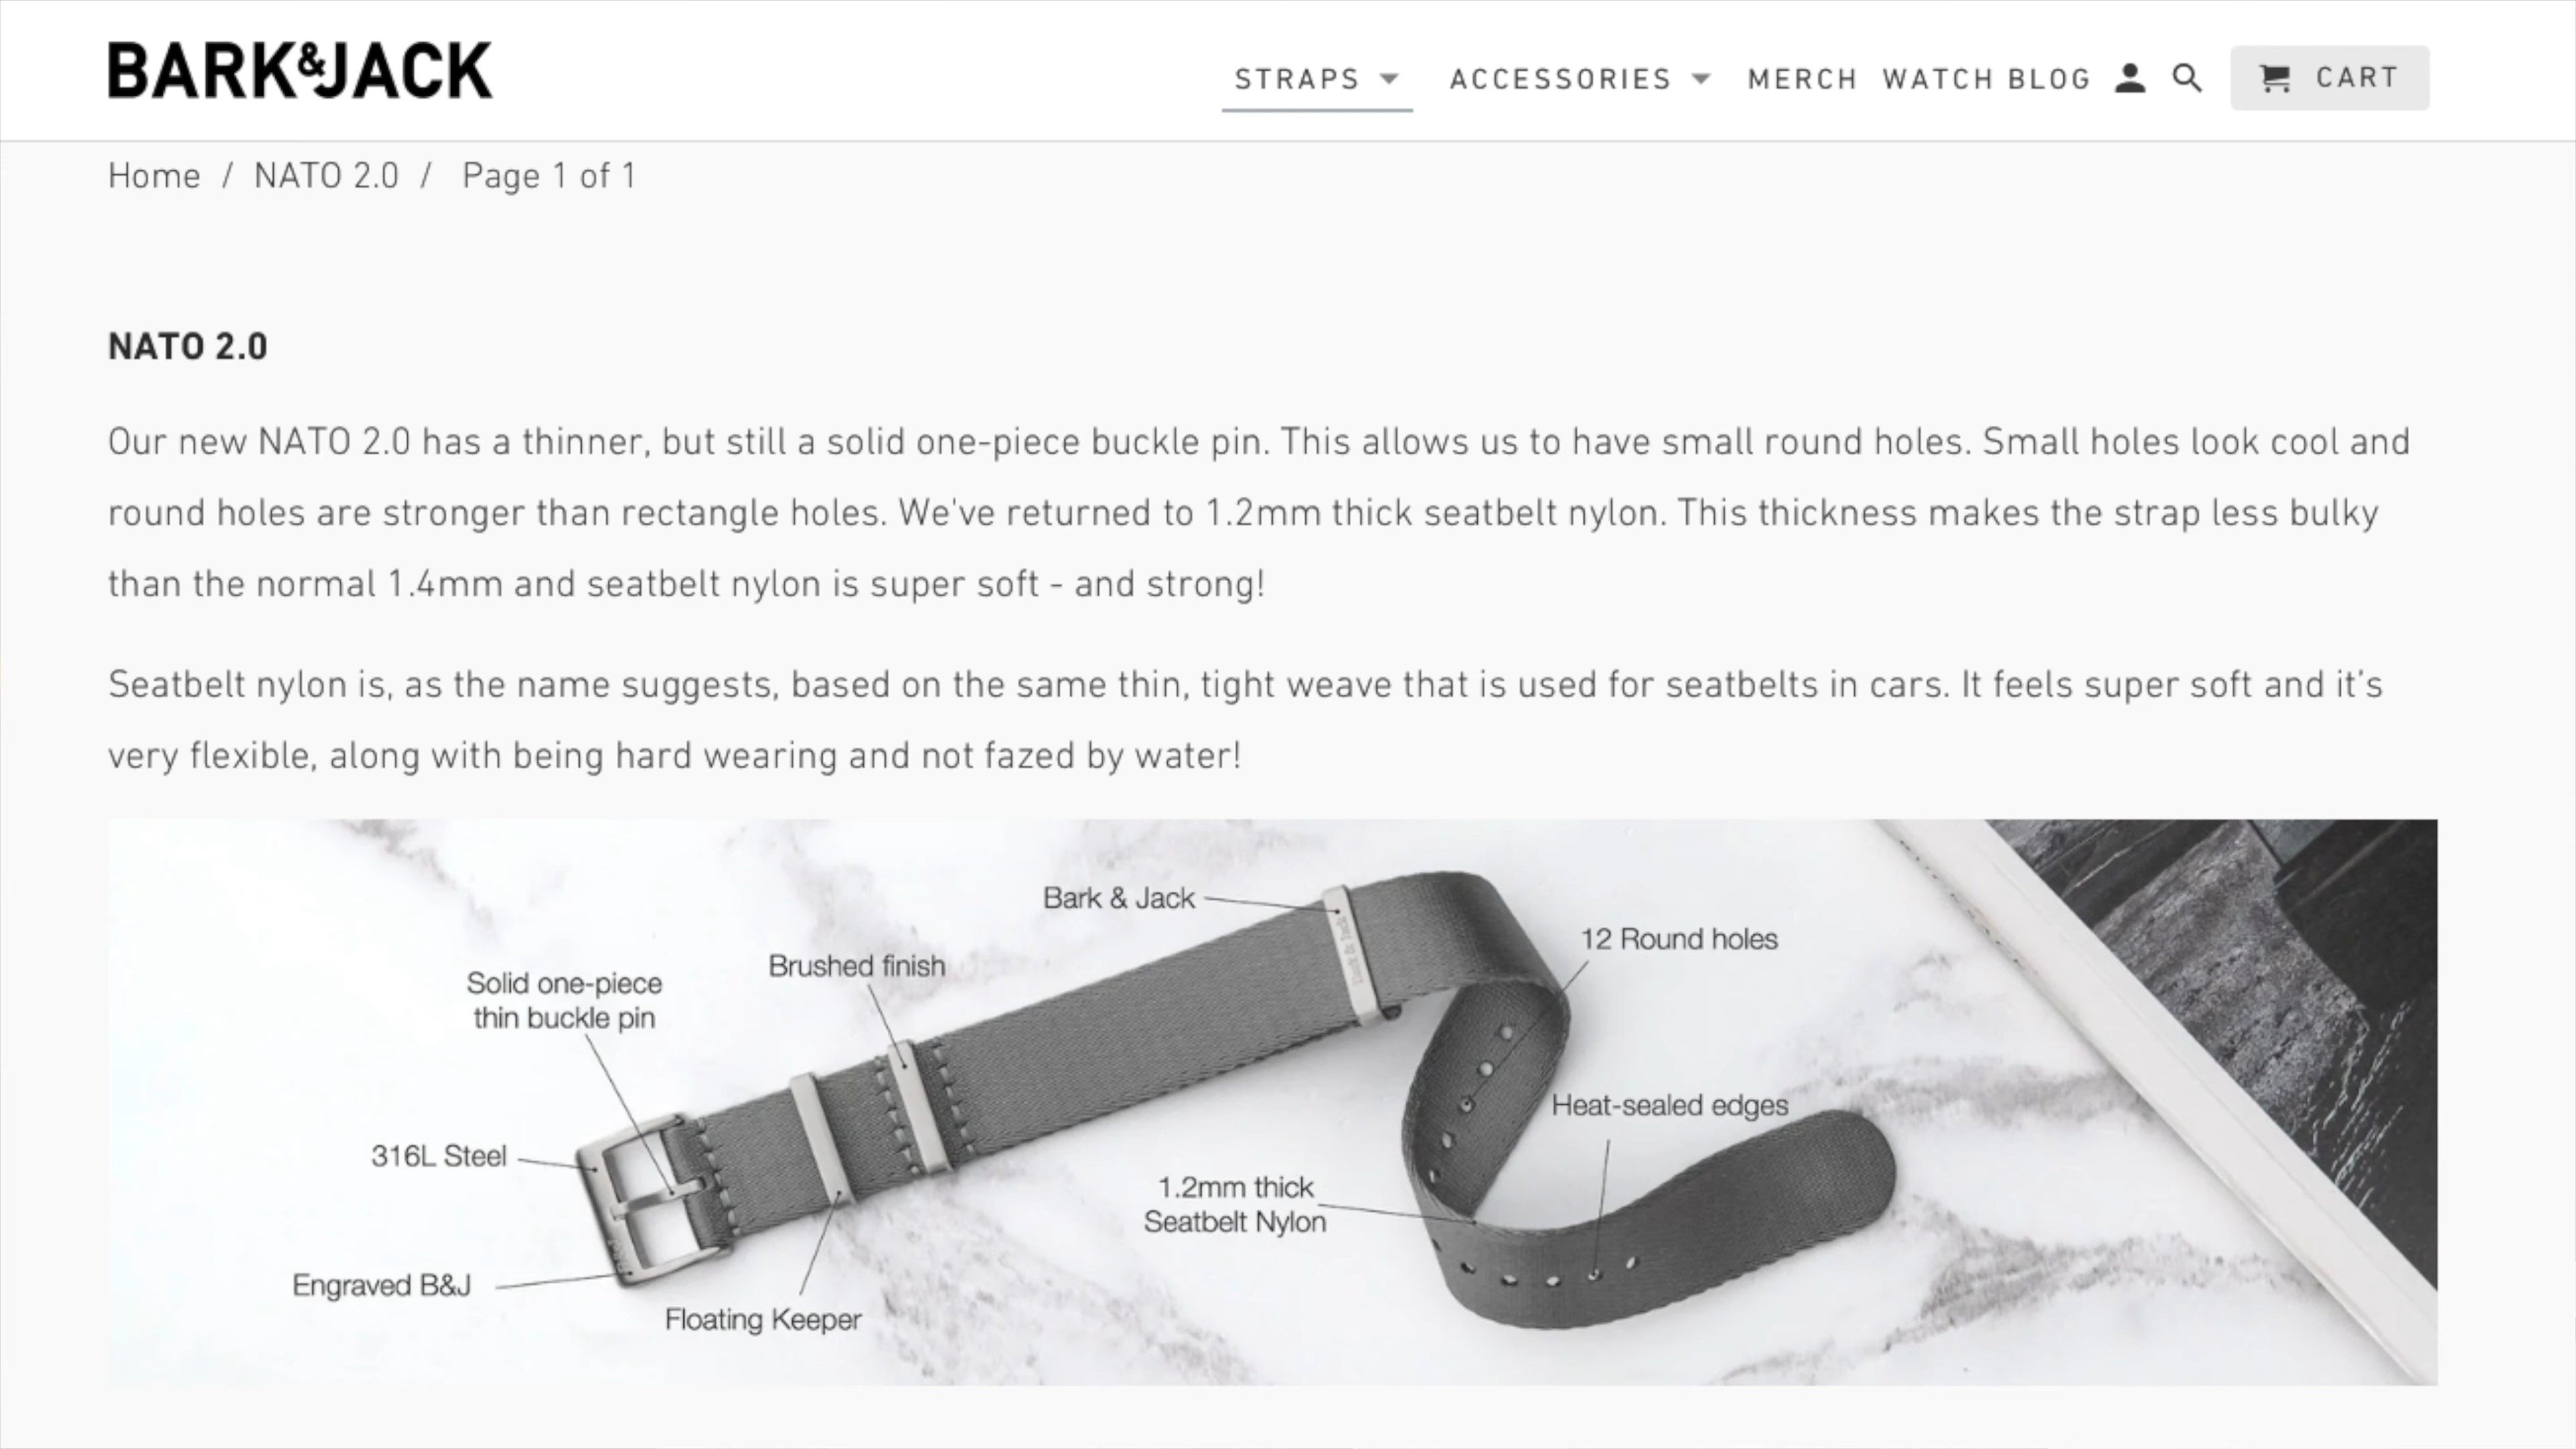 BARK&JACK
STRAPS ACCESSORIES MERCH WATCH BLOG CART
Home / NATO 2.0 / Page 1 of 1
NATO 2.0
Our new NATO 2.0 has a thinner, but still a solid one-piece buckle pin. This allows us to have small round holes. Small holes look cool and
round holes are stronger than rectangle holes. We've returned to 1.2mm thick seatbelt nylon. This thickness makes the strap less bulky
than the normal 1.4mm and seatbelt nylon is super soft - and strong!
Seatbelt nylon is, as the name suggests, based on the same thin, tight weave that is used for seatbelts in cars. It feels super soft and it's
very flexible, along with being hard wearing and not fazed by water!
Bark & Jack
12 Round holes
Brushed finish
Solid one-piece
thin buckle pin
Heat-sealed edges
316L Steel
1.2mm thick
Seatbelt Nylon
Engraved B&J
Floating Keeper